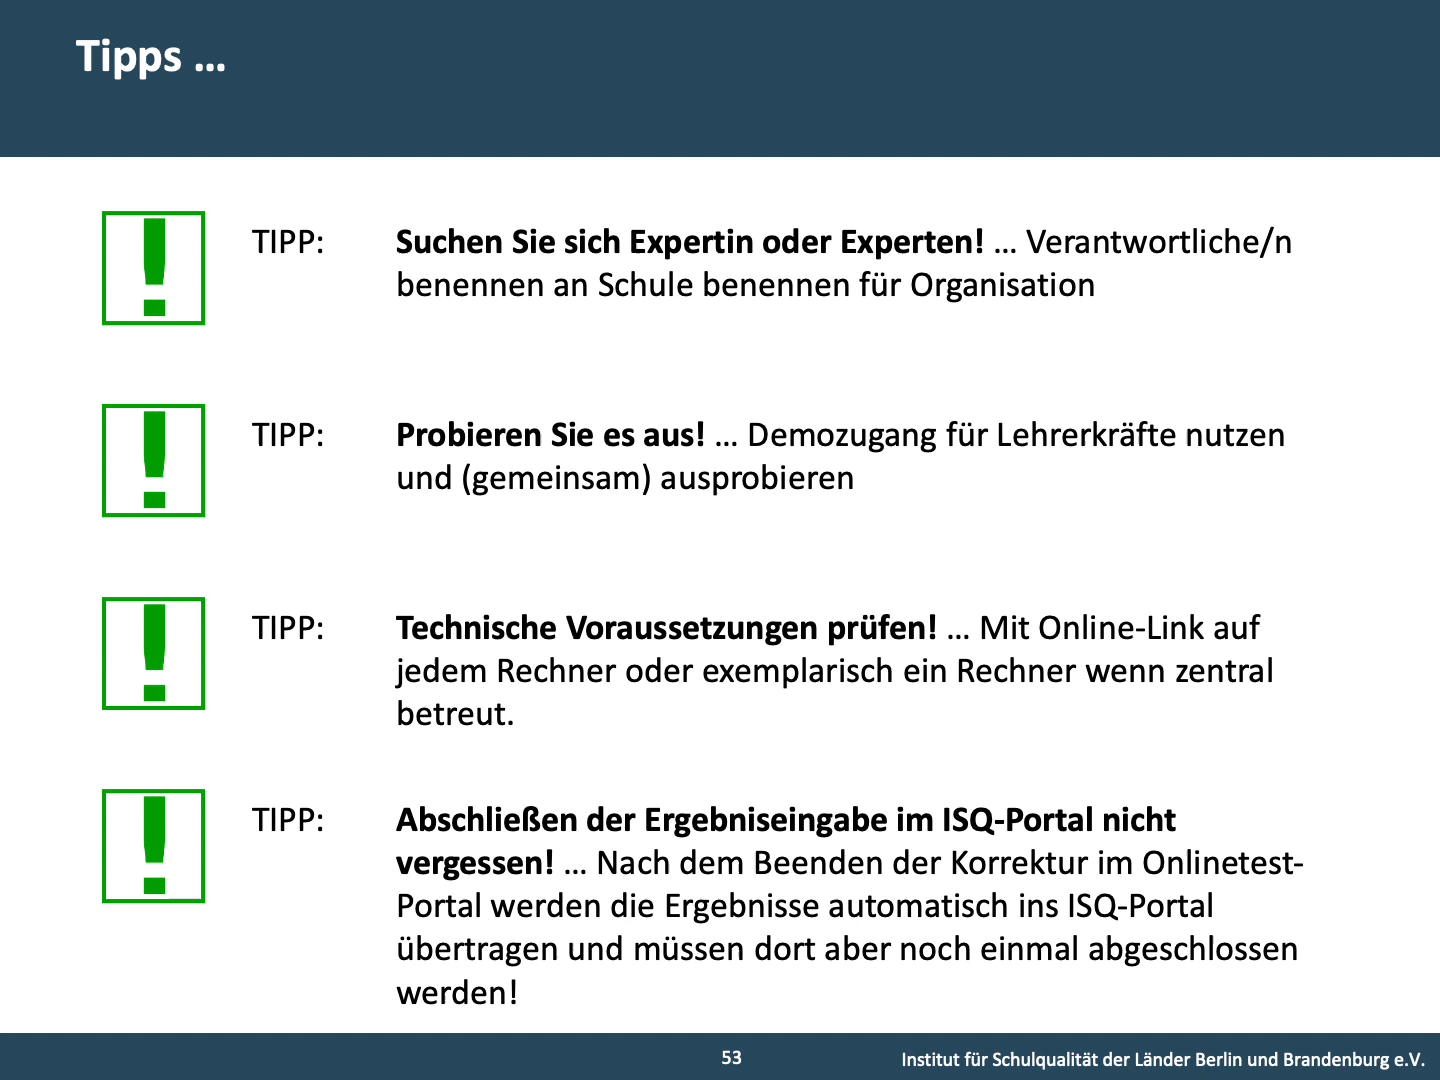 Tipps …
! TIPP: Suchen Sie sich Expertin oder Experten! … Verantwortliche/n
benennen an Schule benennen für Organisation
! TIPP: Probieren Sie es aus! … Demozugang für Lehrerkräfte nutzen
und (gemeinsam) ausprobieren
! TIPP: Technische Voraussetzungen prüfen! … Mit Online-Link auf
jedem Rechner oder exemplarisch ein Rechner wenn zentral
betreut.
! TIPP: Abschließen der Ergebniseingabe im ISQ-Portal nicht
vergessen! … Nach dem Beenden der Korrektur im Onlinetest-
Portal werden die Ergebnisse automatisch ins ISQ-Portal
übertragen und müssen dort aber noch einmal abgeschlossen
werden!
53 Institut für Schulqualität der Länder Berlin und Brandenburg e.V.